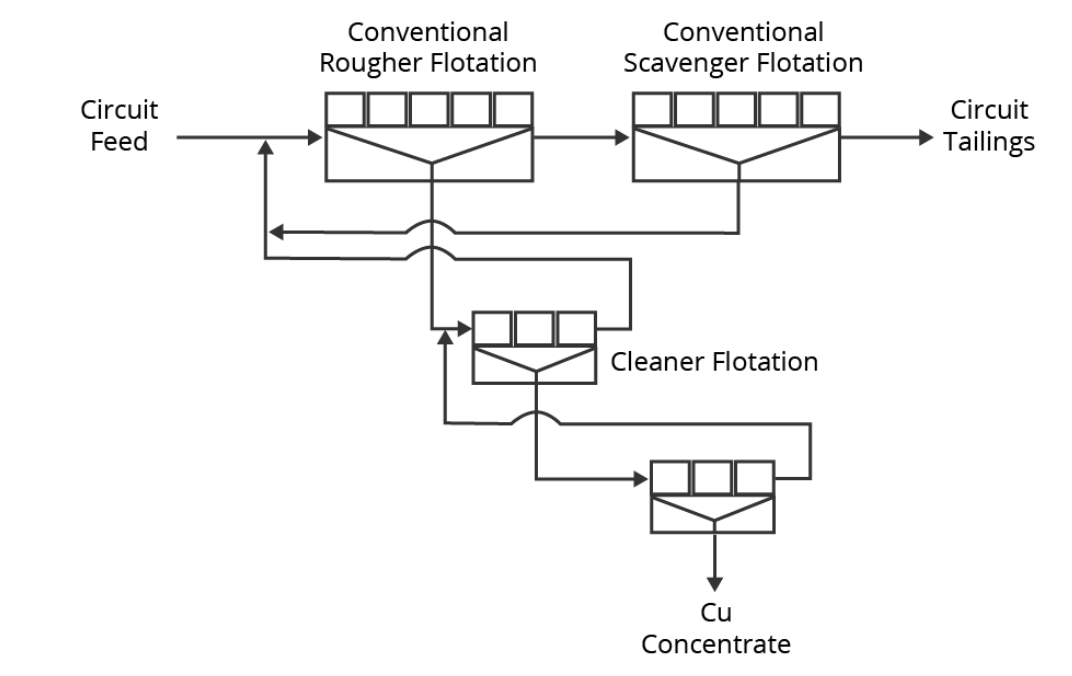 Conventional
Rougher Flotation
Conventional
Scavenger Flotation
Circuit
Feed
Circuit
Tailings
Cleaner Flotation
Cu
Concentrate